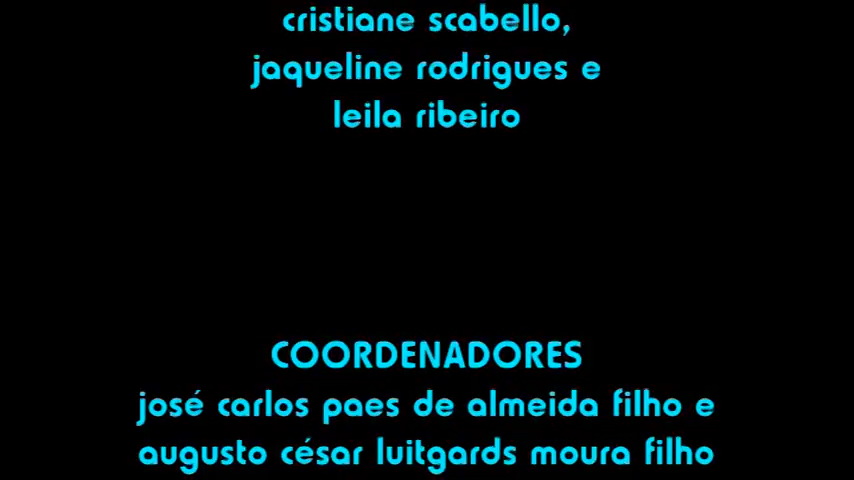 cristiane scabello,
jaqueline rodrigues e
leila ribeiro
COORDENADORES
josé carlos paes de almeida filho e
augusto césar luitgards moura filho